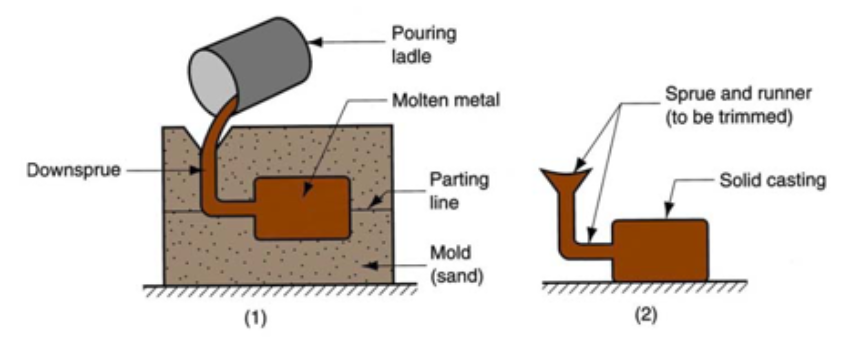 Pouring
ladle
Molten metal
Downsprue
Parting
line
Mold
(sand)
(1)
Sprue and runner
(to be trimmed)
Solid casting
(2)